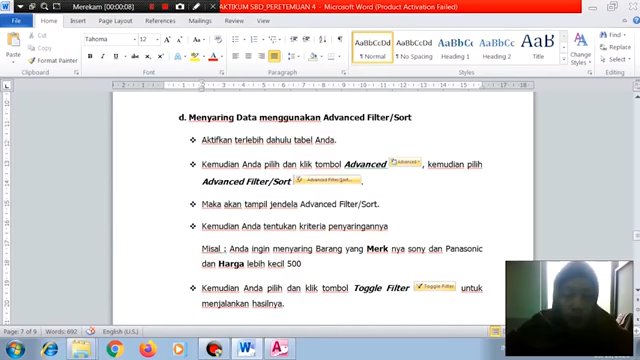 Merekam 00:00:08
AKTIKUM SBD_PERETEMUAN 4 - Microsoft Word (Product Activation Failed)
File Home Insert Page Layout References Mailings Review View
Paste
Clipboard
Tahoma 12
Font
Paragraph
AaBbCcDd AaBbCcDd AaBbCc AaBbCc AaB
¶ Normal ¶ No Spacing Heading 1 Heading 2 Title
Change Styles
Styles
Find
Replace
Select
Editing
d. Menyaring Data menggunakan Advanced Filter/Sort
❖ Aktifkan terlebih dahulu tabel Anda.
❖ Kemudian Anda pilih dan klik tombol Advanced Advanced , kemudian pilih
Advanced Filter/Sort Advanced Filter/Sort... .
❖ Maka akan tampil jendela Advanced Filter/Sort.
❖ Kemudian Anda tentukan kriteria penyaringannya
Misal : Anda ingin menyaring Barang yang Merk nya sony dan Panasonic
dan Harga lebih kecil 500
❖ Kemudian Anda pilih dan klik tombol Toggle Filter Toggle Filter untuk
menjalankan hasilnya.
Page: 7 of 9 Words: 692 English (U.S.)